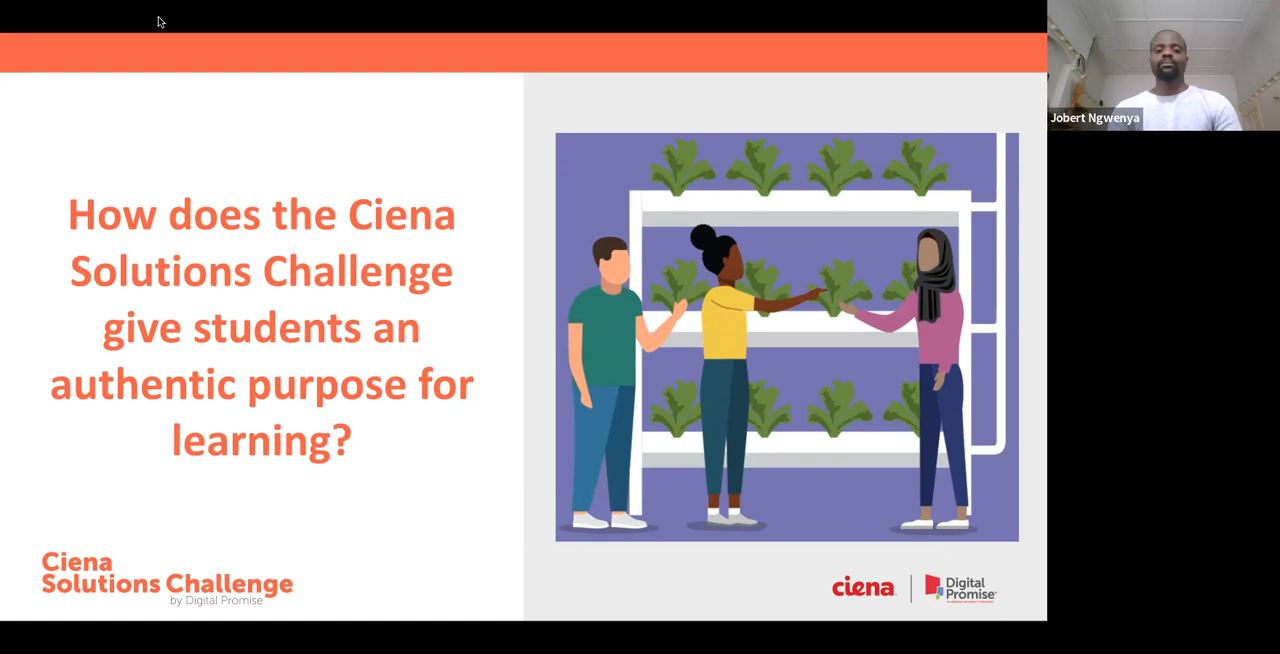 How does the Ciena
Solutions Challenge
give students an
authentic purpose for
learning?
Ciena
Solutions Challenge
by Digital Promise
ciena.
Digital
Promise
Jobert Ngwenya